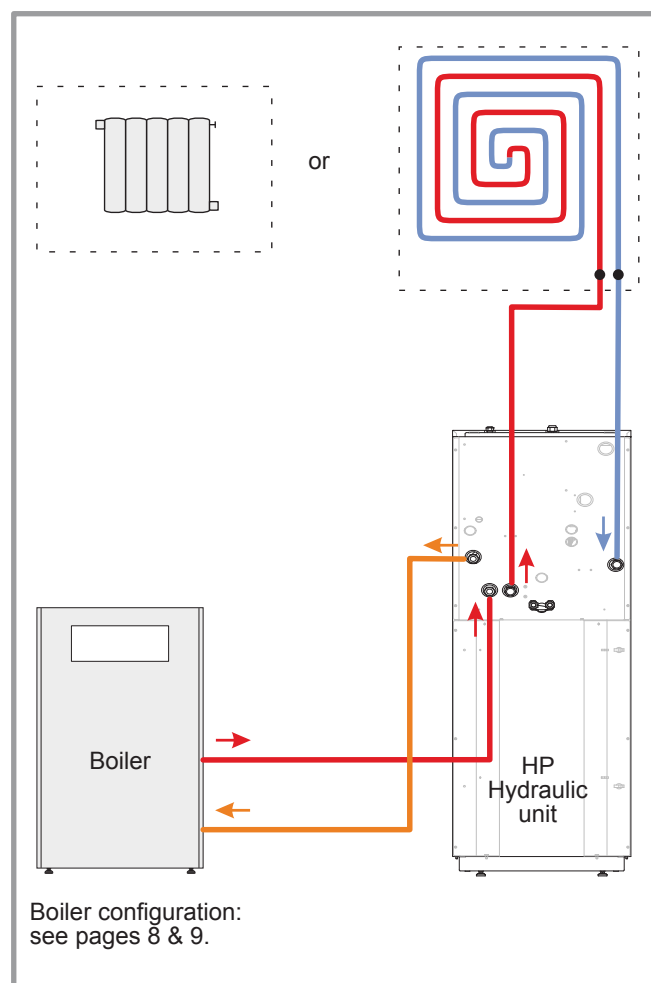 or
Boiler
HP
Hydraulic
unit
Boiler configuration:
see pages 8 & 9.